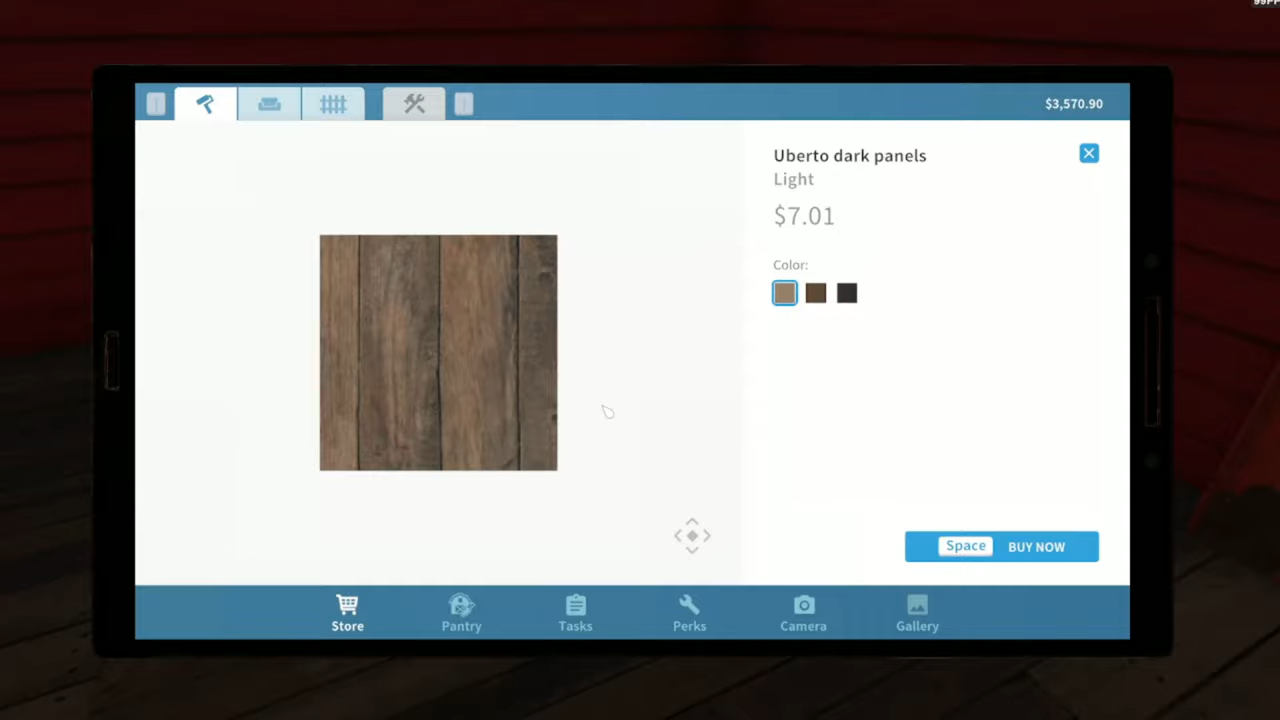 $3,570.90
Uberto dark panels
Light
$7.01
Color:
Space BUY NOW
Store Pantry Tasks Perks Camera Gallery